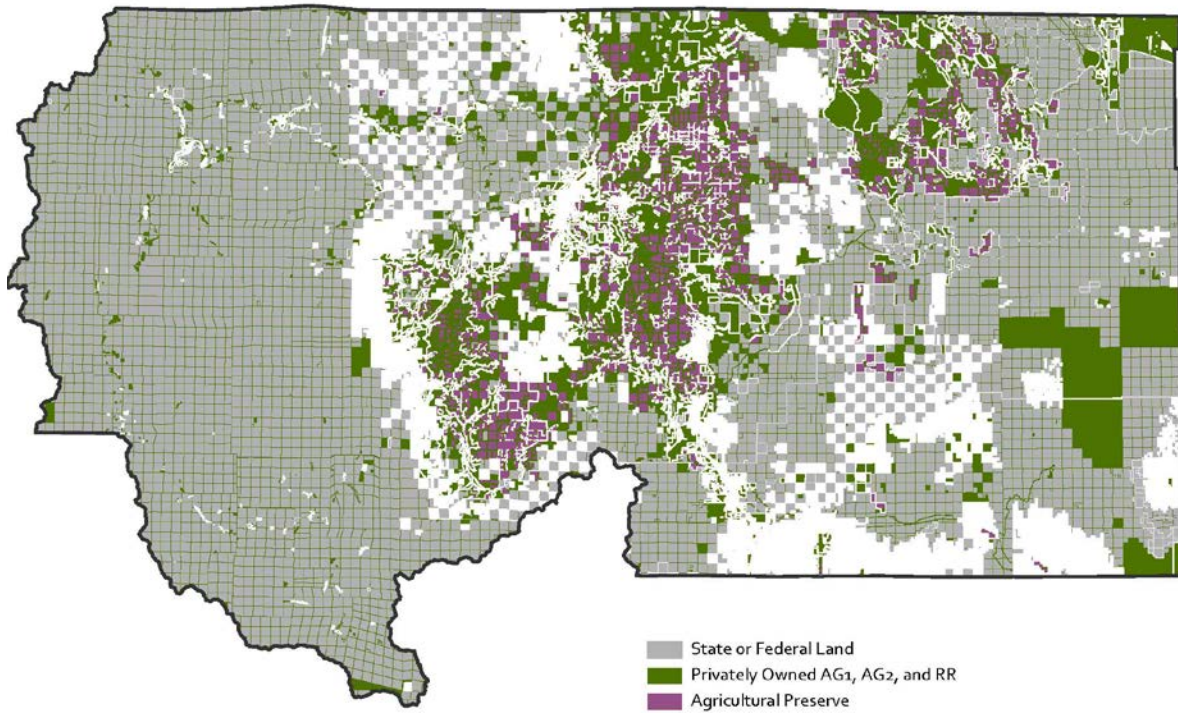 State or Federal Land
Privately Owned AG1, AG2, and RR
Agricultural Preserve